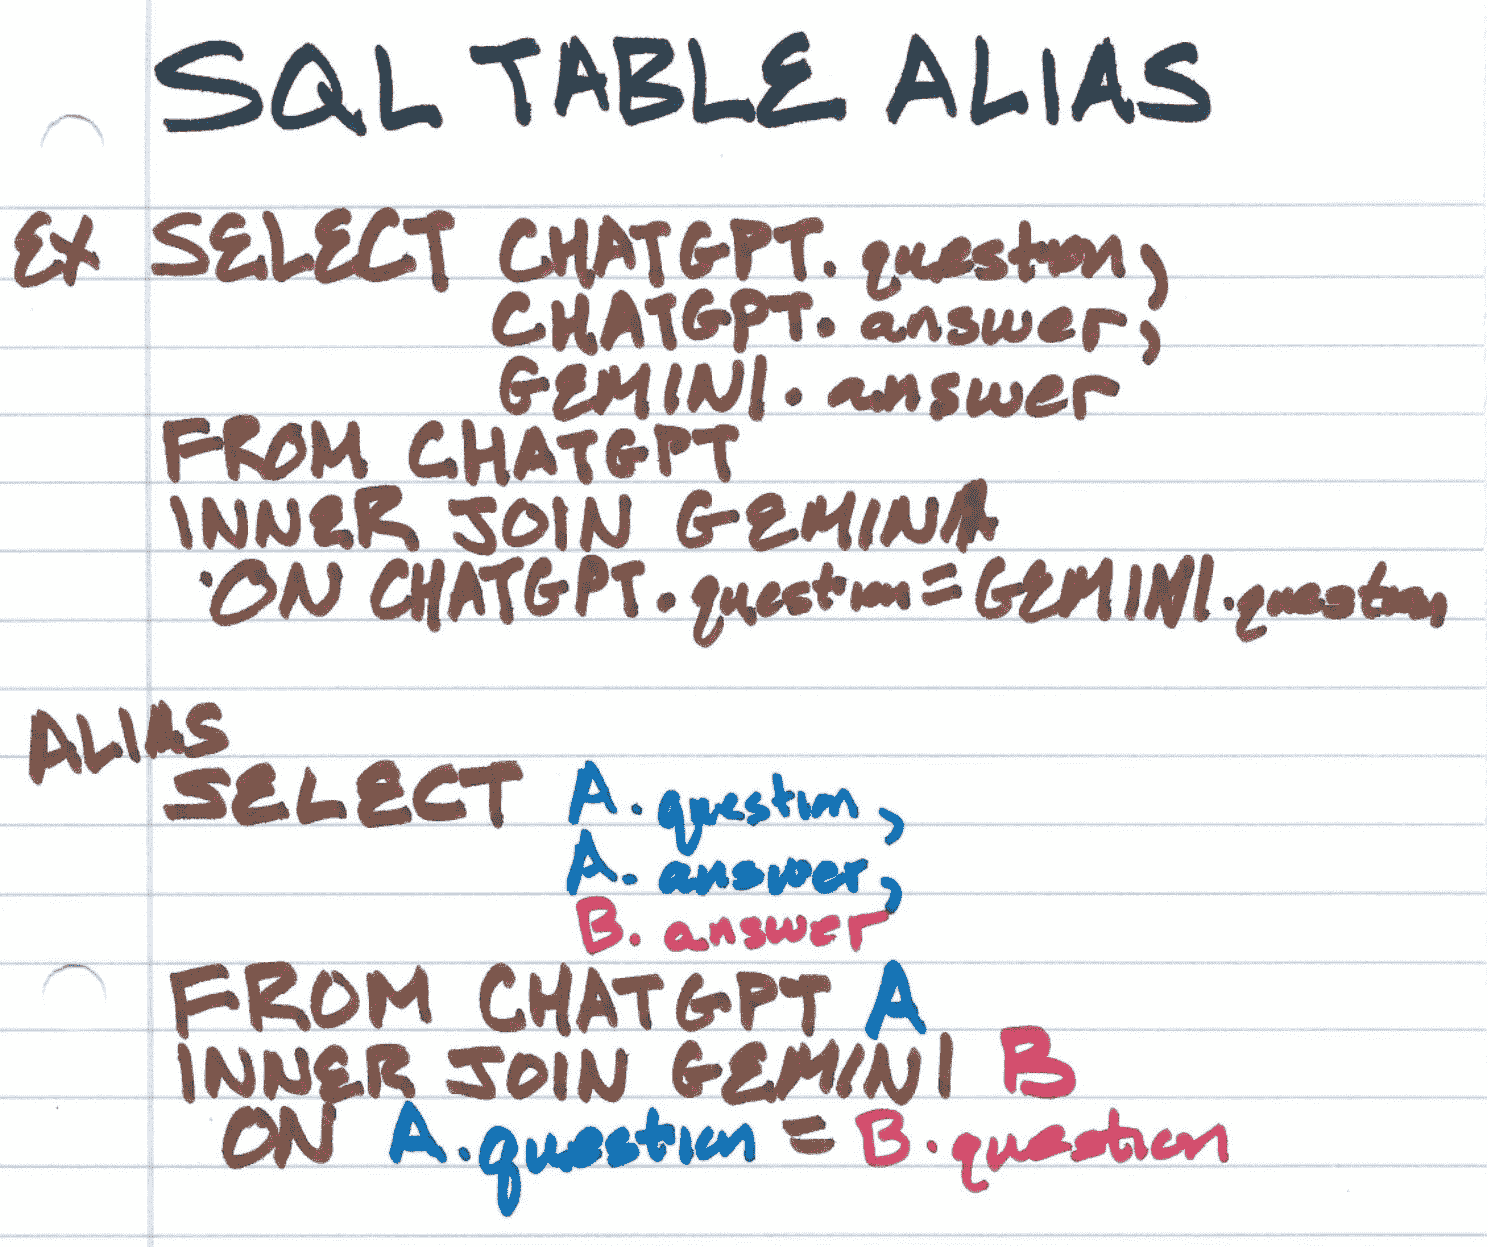 SQL TABLE ALIAS
EX SELECT CHATGPT.question,
CHATGPT.answer,
GEMINI.answer
FROM CHATGPT
INNER JOIN GEMINI
ON CHATGPT.question = GEMINI.question
ALIAS
SELECT A.question,
A.answer,
B.answer
FROM CHATGPT A
INNER JOIN GEMINI B
ON A.question = B.question